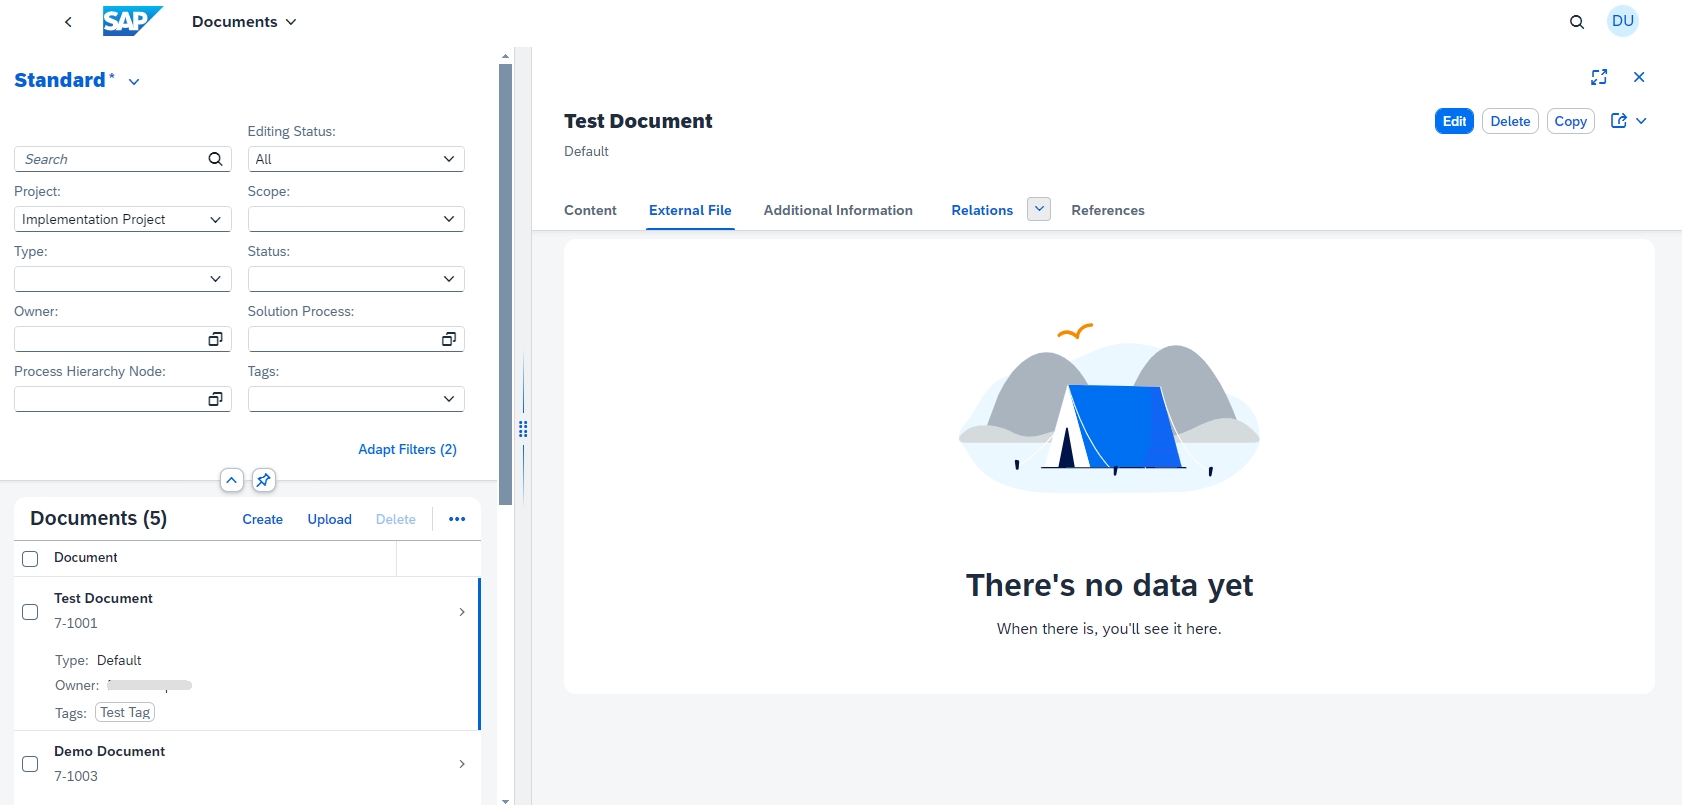 SAP
Documents
DU
Standard *
Editing Status:
Search
All
Project:
Scope:
Implementation Project
Type:
Status:
Owner:
Solution Process:
Process Hierarchy Node:
Tags:
Adapt Filters (2)
Documents (5)
Create
Upload
Delete
Document
Test Document
7-1001
Type: Default
Owner:
Tags: Test Tag
Demo Document
7-1003
Test Document
Edit
Delete
Copy
Default
Content
External File
Additional Information
Relations
References
There's no data yet
When there is, you'll see it here.